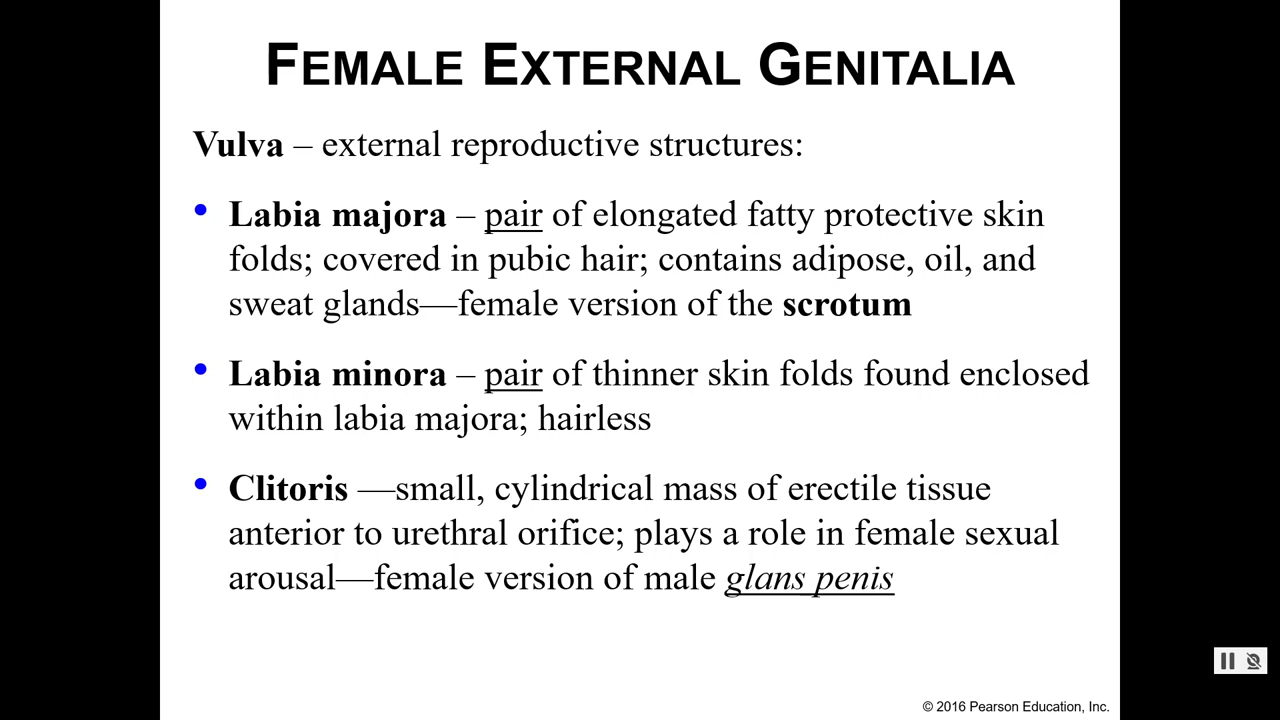 FEMALE EXTERNAL GENITALIA
Vulva – external reproductive structures:
• Labia majora – pair of elongated fatty protective skin
folds; covered in pubic hair; contains adipose, oil, and
sweat glands—female version of the scrotum
• Labia minora – pair of thinner skin folds found enclosed
within labia majora; hairless
• Clitoris —small, cylindrical mass of erectile tissue
anterior to urethral orifice; plays a role in female sexual
arousal—female version of male glans penis
© 2016 Pearson Education, Inc.